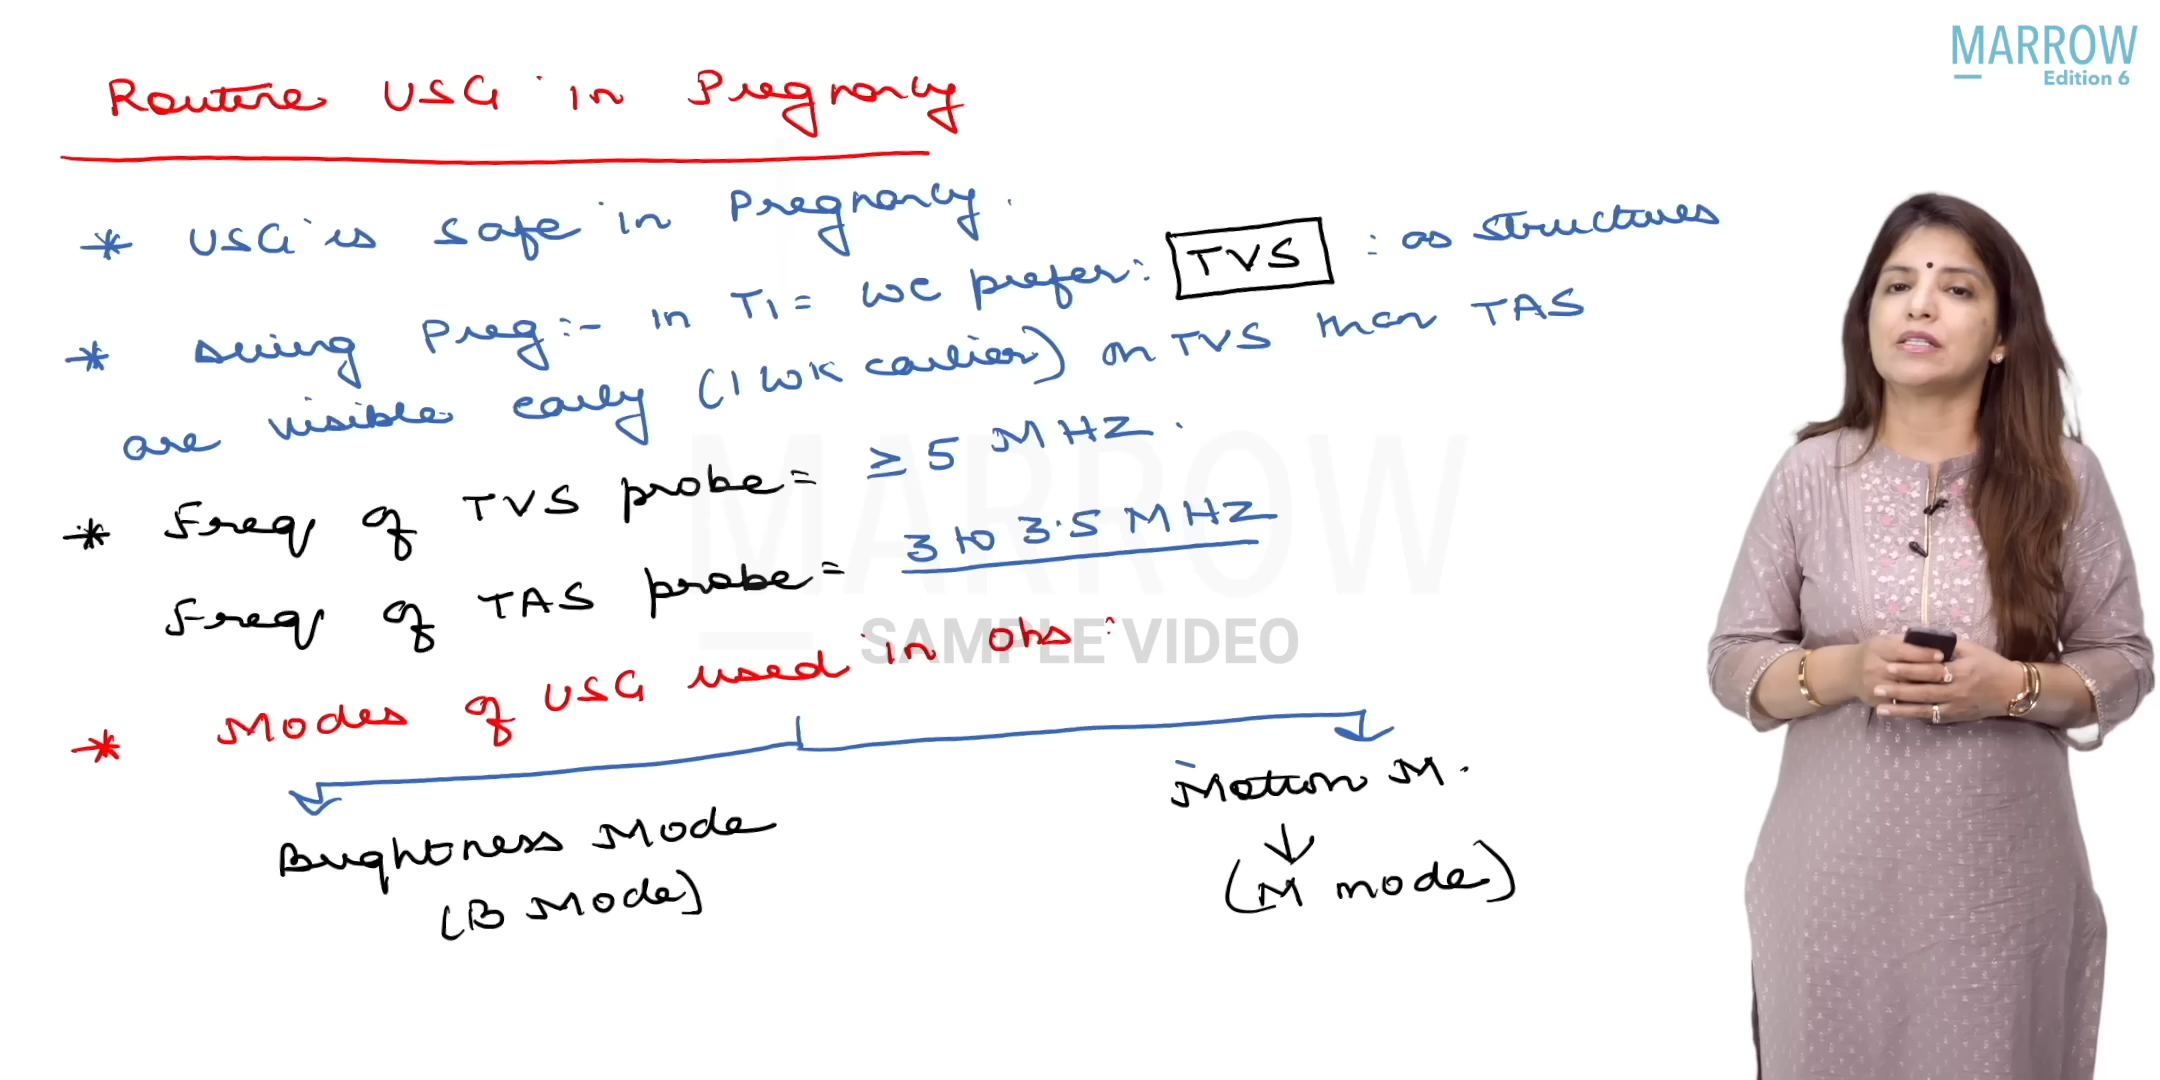 MARROW
Edition 6
Routine USG in Pregnancy
* USG is safe in Pregnancy.
* during Preg:- in T1 = we prefer: TVS : as structures
are visible early (1 wk earlier) on TVS than TAS
* Freq of TVS probe = ≥ 5 MHZ.
Freq of TAS probe = 3 to 3.5 MHZ
MARROW
SAMPLE VIDEO
* Modes of USG used in obs:
Brightness Mode
(B Mode)
Motion M.
(M mode)